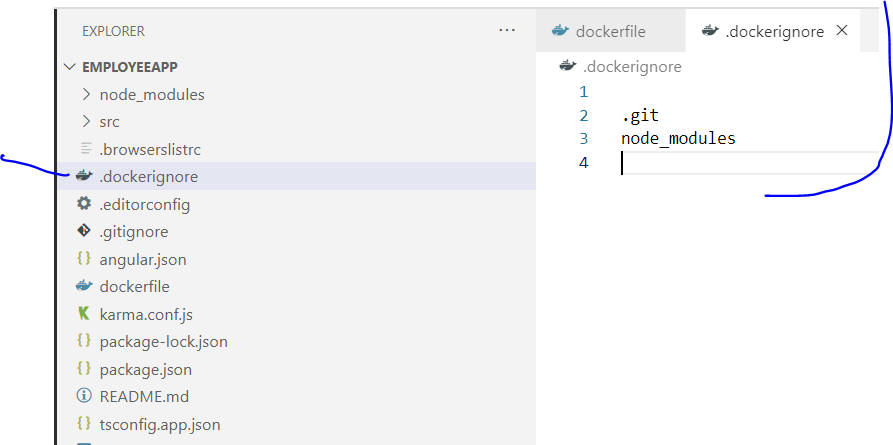 EXPLORER
...
EMPLOYEEAPP
node_modules
src
.browserslistrc
.dockerignore
.editorconfig
.gitignore
{} angular.json
dockerfile
karma.conf.js
{} package-lock.json
{} package.json
README.md
{} tsconfig.app.json
dockerfile .dockerignore
.dockerignore
1
2 .git
3 node_modules
4